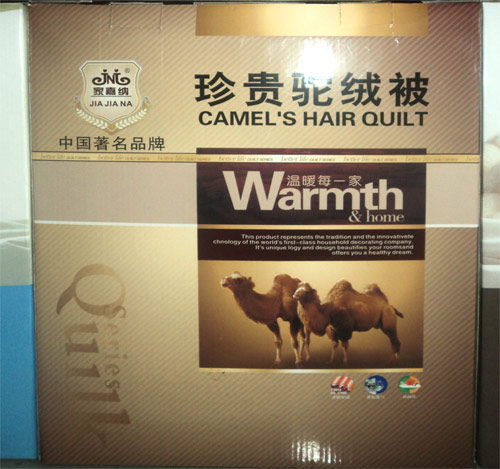 JNL
家嘉纳
JIA JIA NA
®
中国著名品牌
珍贵驼绒被
CAMEL'S HAIR QUILT
温暖每一家
Warmth
& home
This product represents the tradition and the innovativete
chnology of the world's first-class household decorating company.
It's unique logy and design beautifies your roomsand
offers you a healthy dream.
Quilt
Series